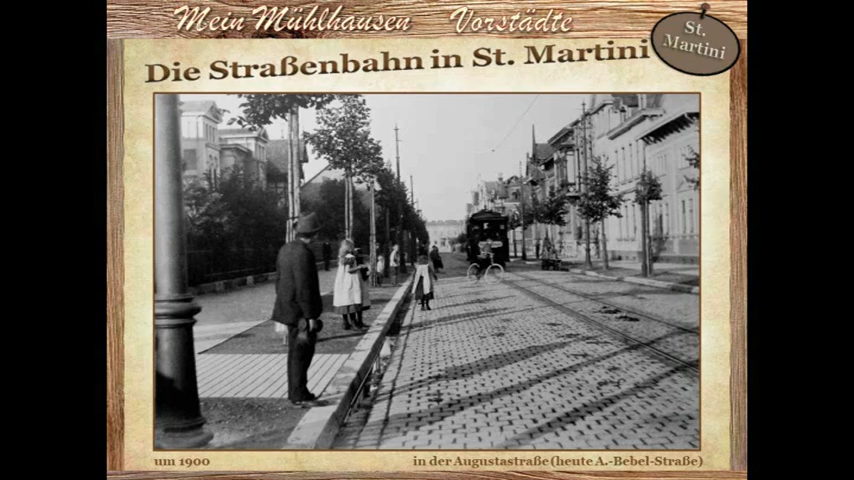 Mein Mühlhausen Vorstädte
St. Martini
Die Straßenbahn in St. Martini
um 1900
in der Augustastraße (heute A.-Bebel-Straße)